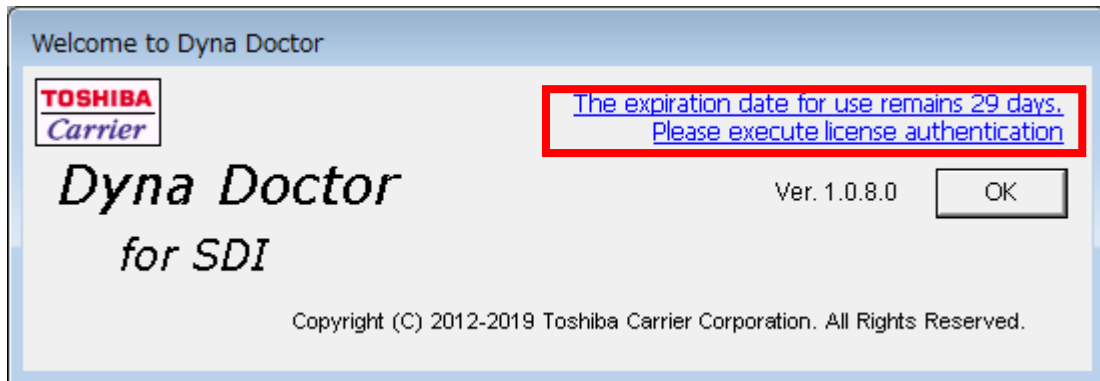 Welcome to Dyna Doctor
TOSHIBA
Carrier
The expiration date for use remains 29 days.
Please execute license authentication
Dyna Doctor
for SDI
Ver. 1.0.8.0
OK
Copyright (C) 2012-2019 Toshiba Carrier Corporation. All Rights Reserved.